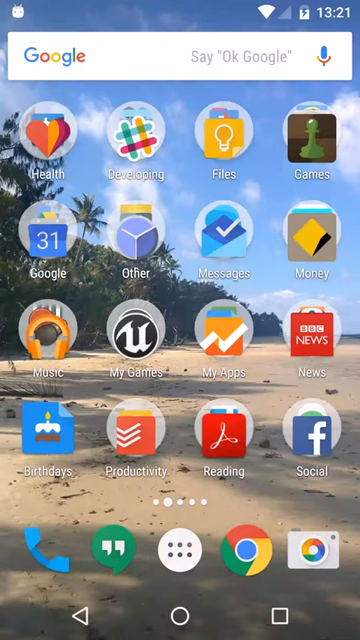 13:21
Google Say "Ok Google"
Health Developing Files Games
31
Google Other Messages Money
BBC
NEWS
Music My Games My Apps News
Birthdays Productivity Reading Social